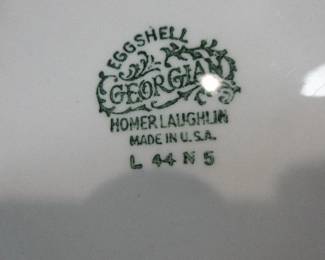 EGGSHELL
GEORGIAN
HOMER LAUGHLIN
MADE IN U.S.A.
L 44 N 5